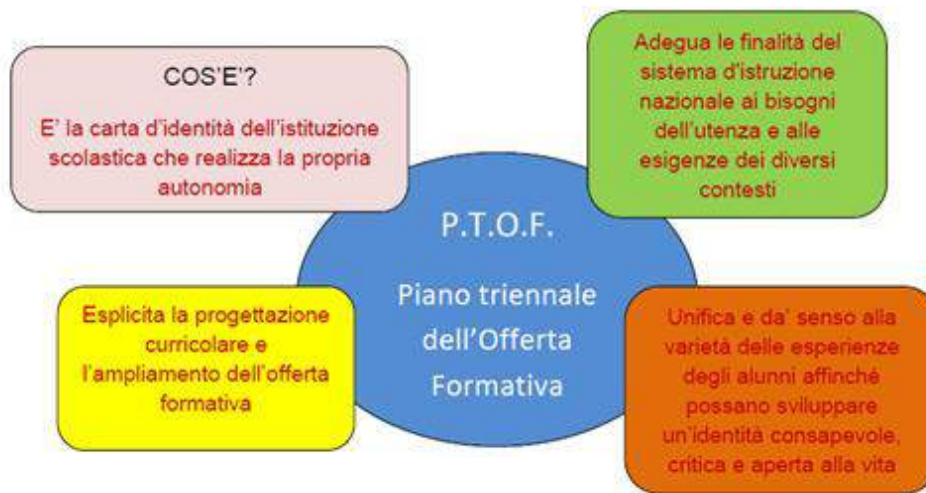 COS'E'?
E' la carta d'identità dell'istituzione
scolastica che realizza la propria
autonomia
Adegua le finalità del
sistema d'istruzione
nazionale ai bisogni
dell'utenza e alle
esigenze dei diversi
contesti
P.T.O.F.
Piano triennale
dell'Offerta
Formativa
Esplicita la progettazione
curricolare e
l'ampliamento dell'offerta
formativa
Unifica e da' senso alla
varietà delle esperienze
degli alunni affinché
possano sviluppare
un'identità consapevole,
critica e aperta alla vita